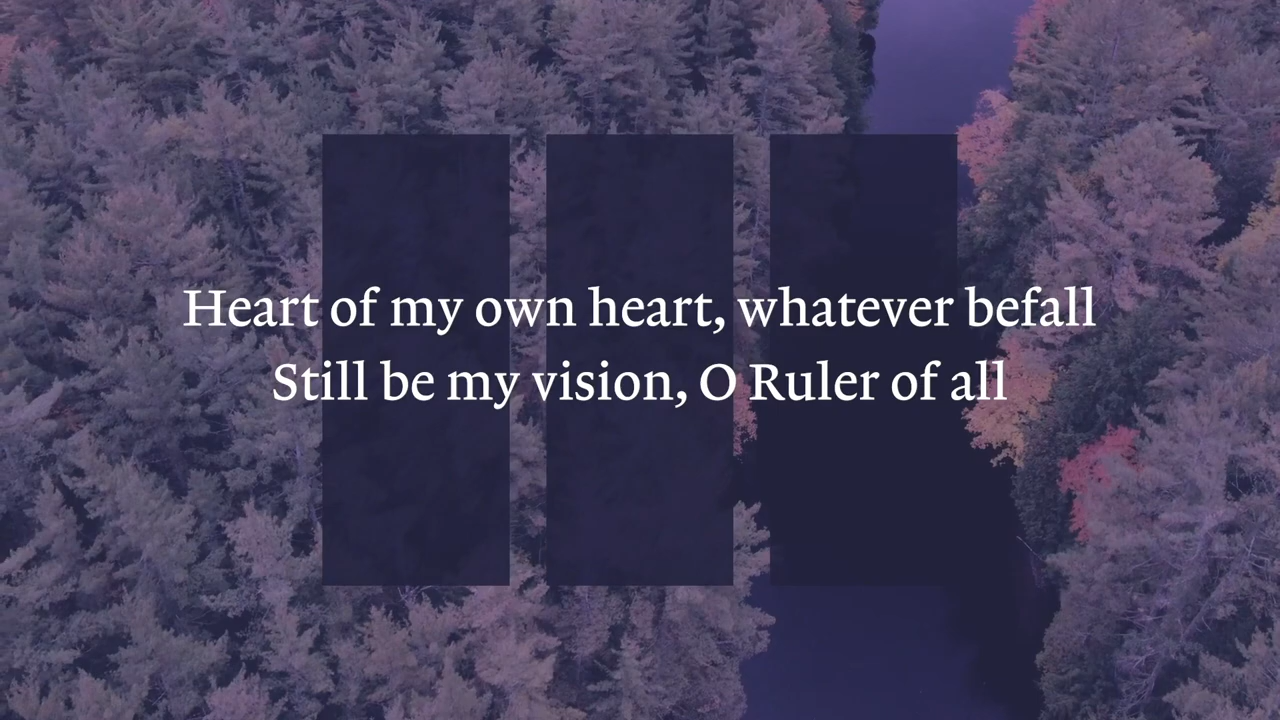 Heart of my own heart, whatever befall
Still be my vision, O Ruler of all